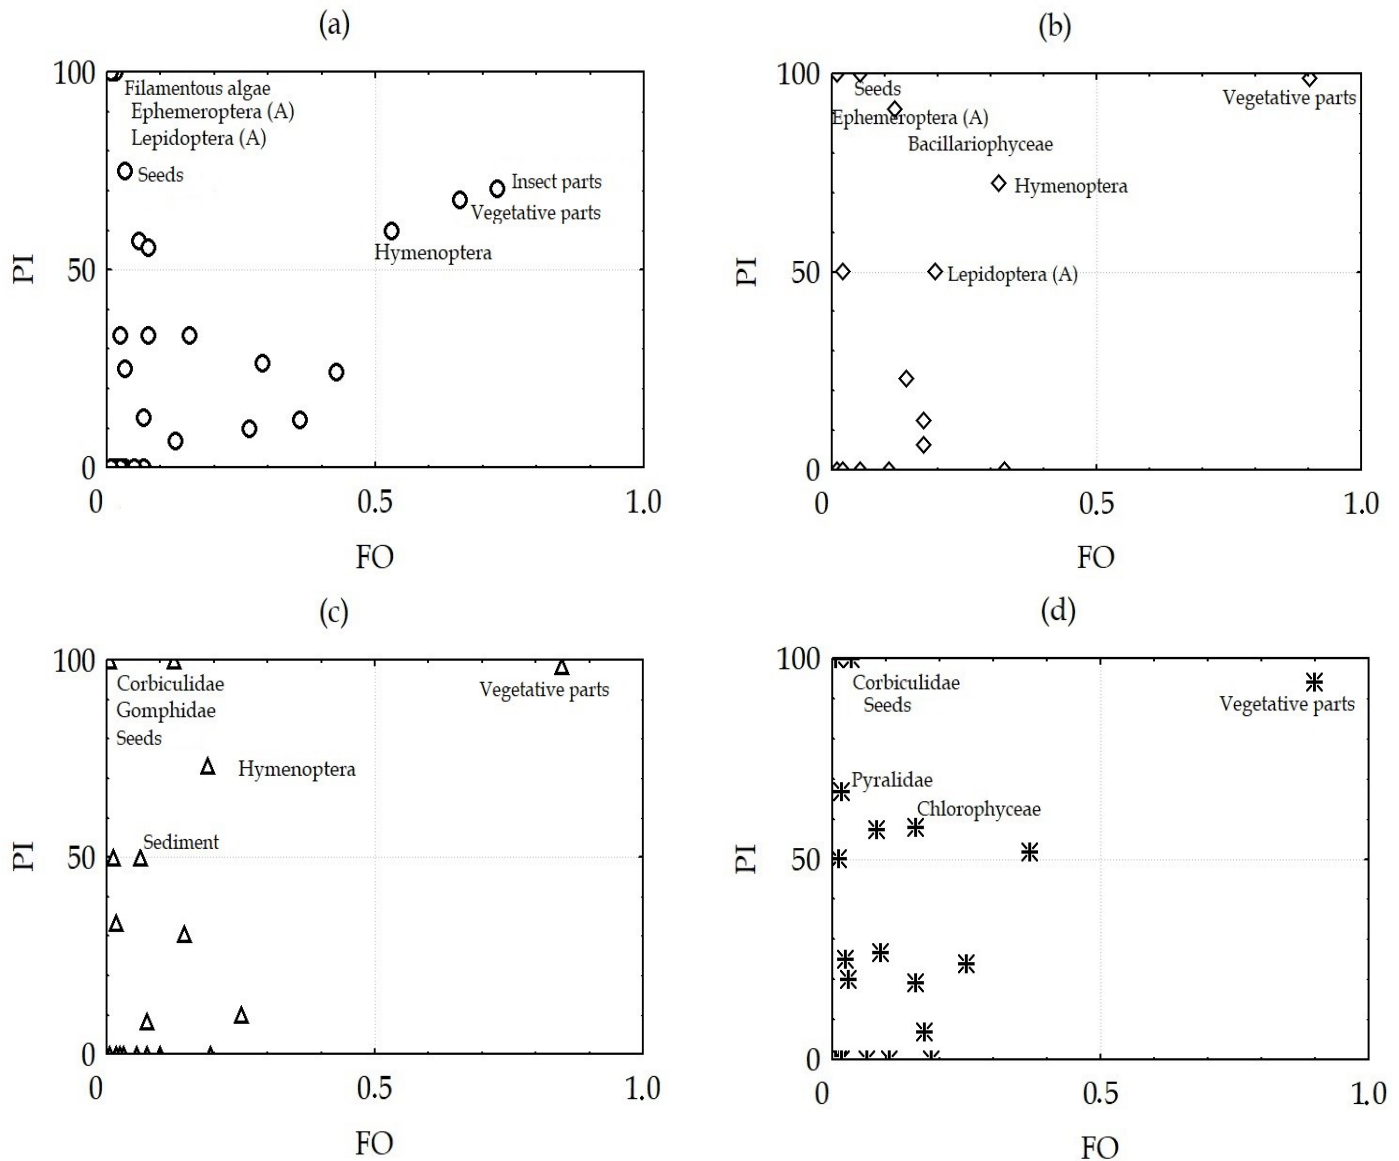 (a)
100
Filamentous algae
Ephemeroptera (A)
Lepidoptera (A)
Seeds
Insect parts
Vegetative parts
Hymenoptera
PI
50
0
0
0.5
1.0
FO
(b)
100
Seeds
Vegetative parts
Ephemeroptera (A)
Bacillariophyceae
Hymenoptera
PI
50
Lepidoptera (A)
0
0
0.5
1.0
FO
(c)
100
Corbiculidae
Vegetative parts
Gomphidae
Seeds
Hymenoptera
Sediment
PI
50
0
0
0.5
1.0
FO
(d)
100
Corbiculidae
Seeds
Vegetative parts
Pyralidae
Chlorophyceae
PI
50
0
0
0.5
1.0
FO